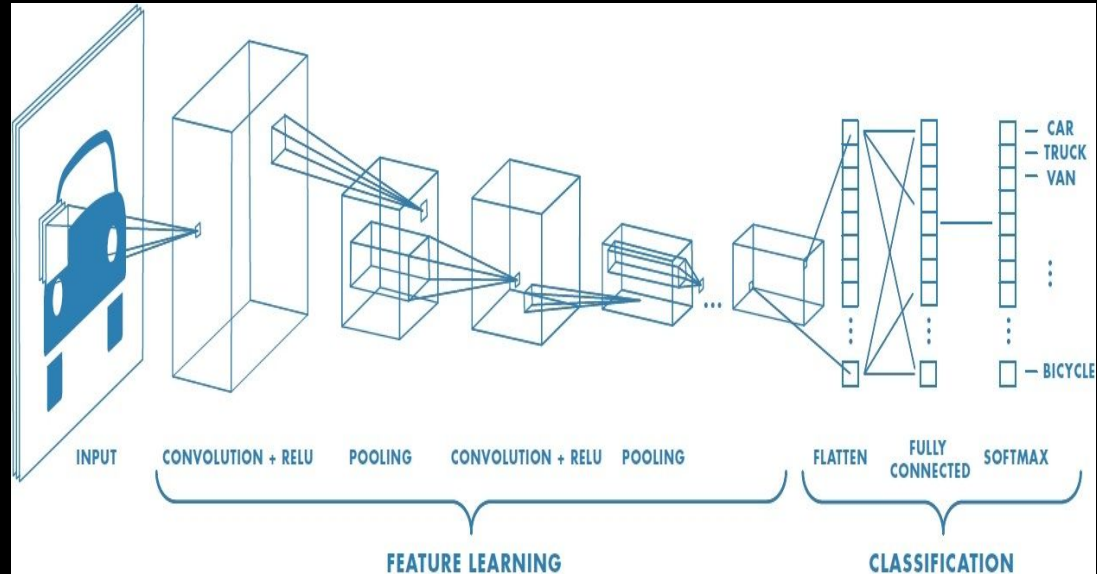 CAR
TRUCK
VAN
BICYCLE
INPUT
CONVOLUTION + RELU
POOLING
CONVOLUTION + RELU
POOLING
FLATTEN
FULLY
CONNECTED
SOFTMAX
FEATURE LEARNING
CLASSIFICATION